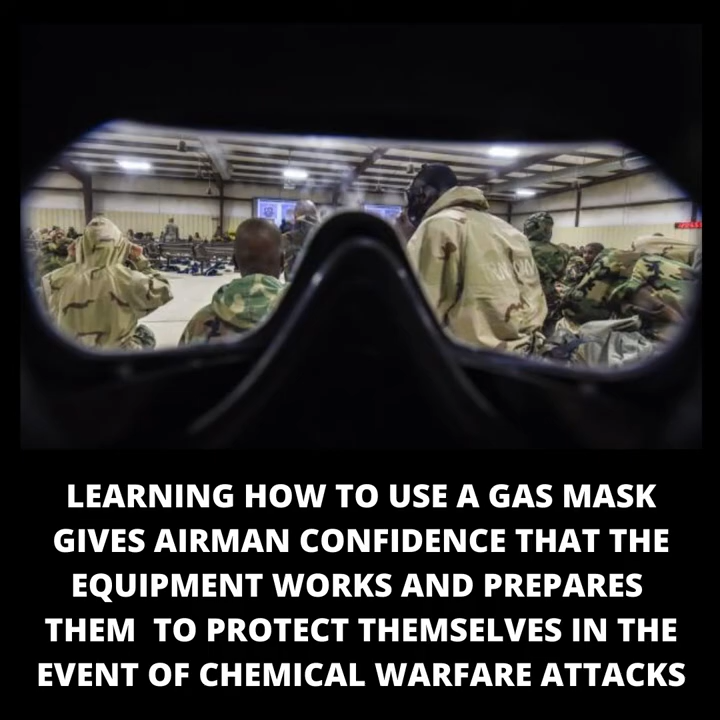 LEARNING HOW TO USE A GAS MASK
GIVES AIRMAN CONFIDENCE THAT THE
EQUIPMENT WORKS AND PREPARES
THEM  TO PROTECT THEMSELVES IN THE
EVENT OF CHEMICAL WARFARE ATTACKS